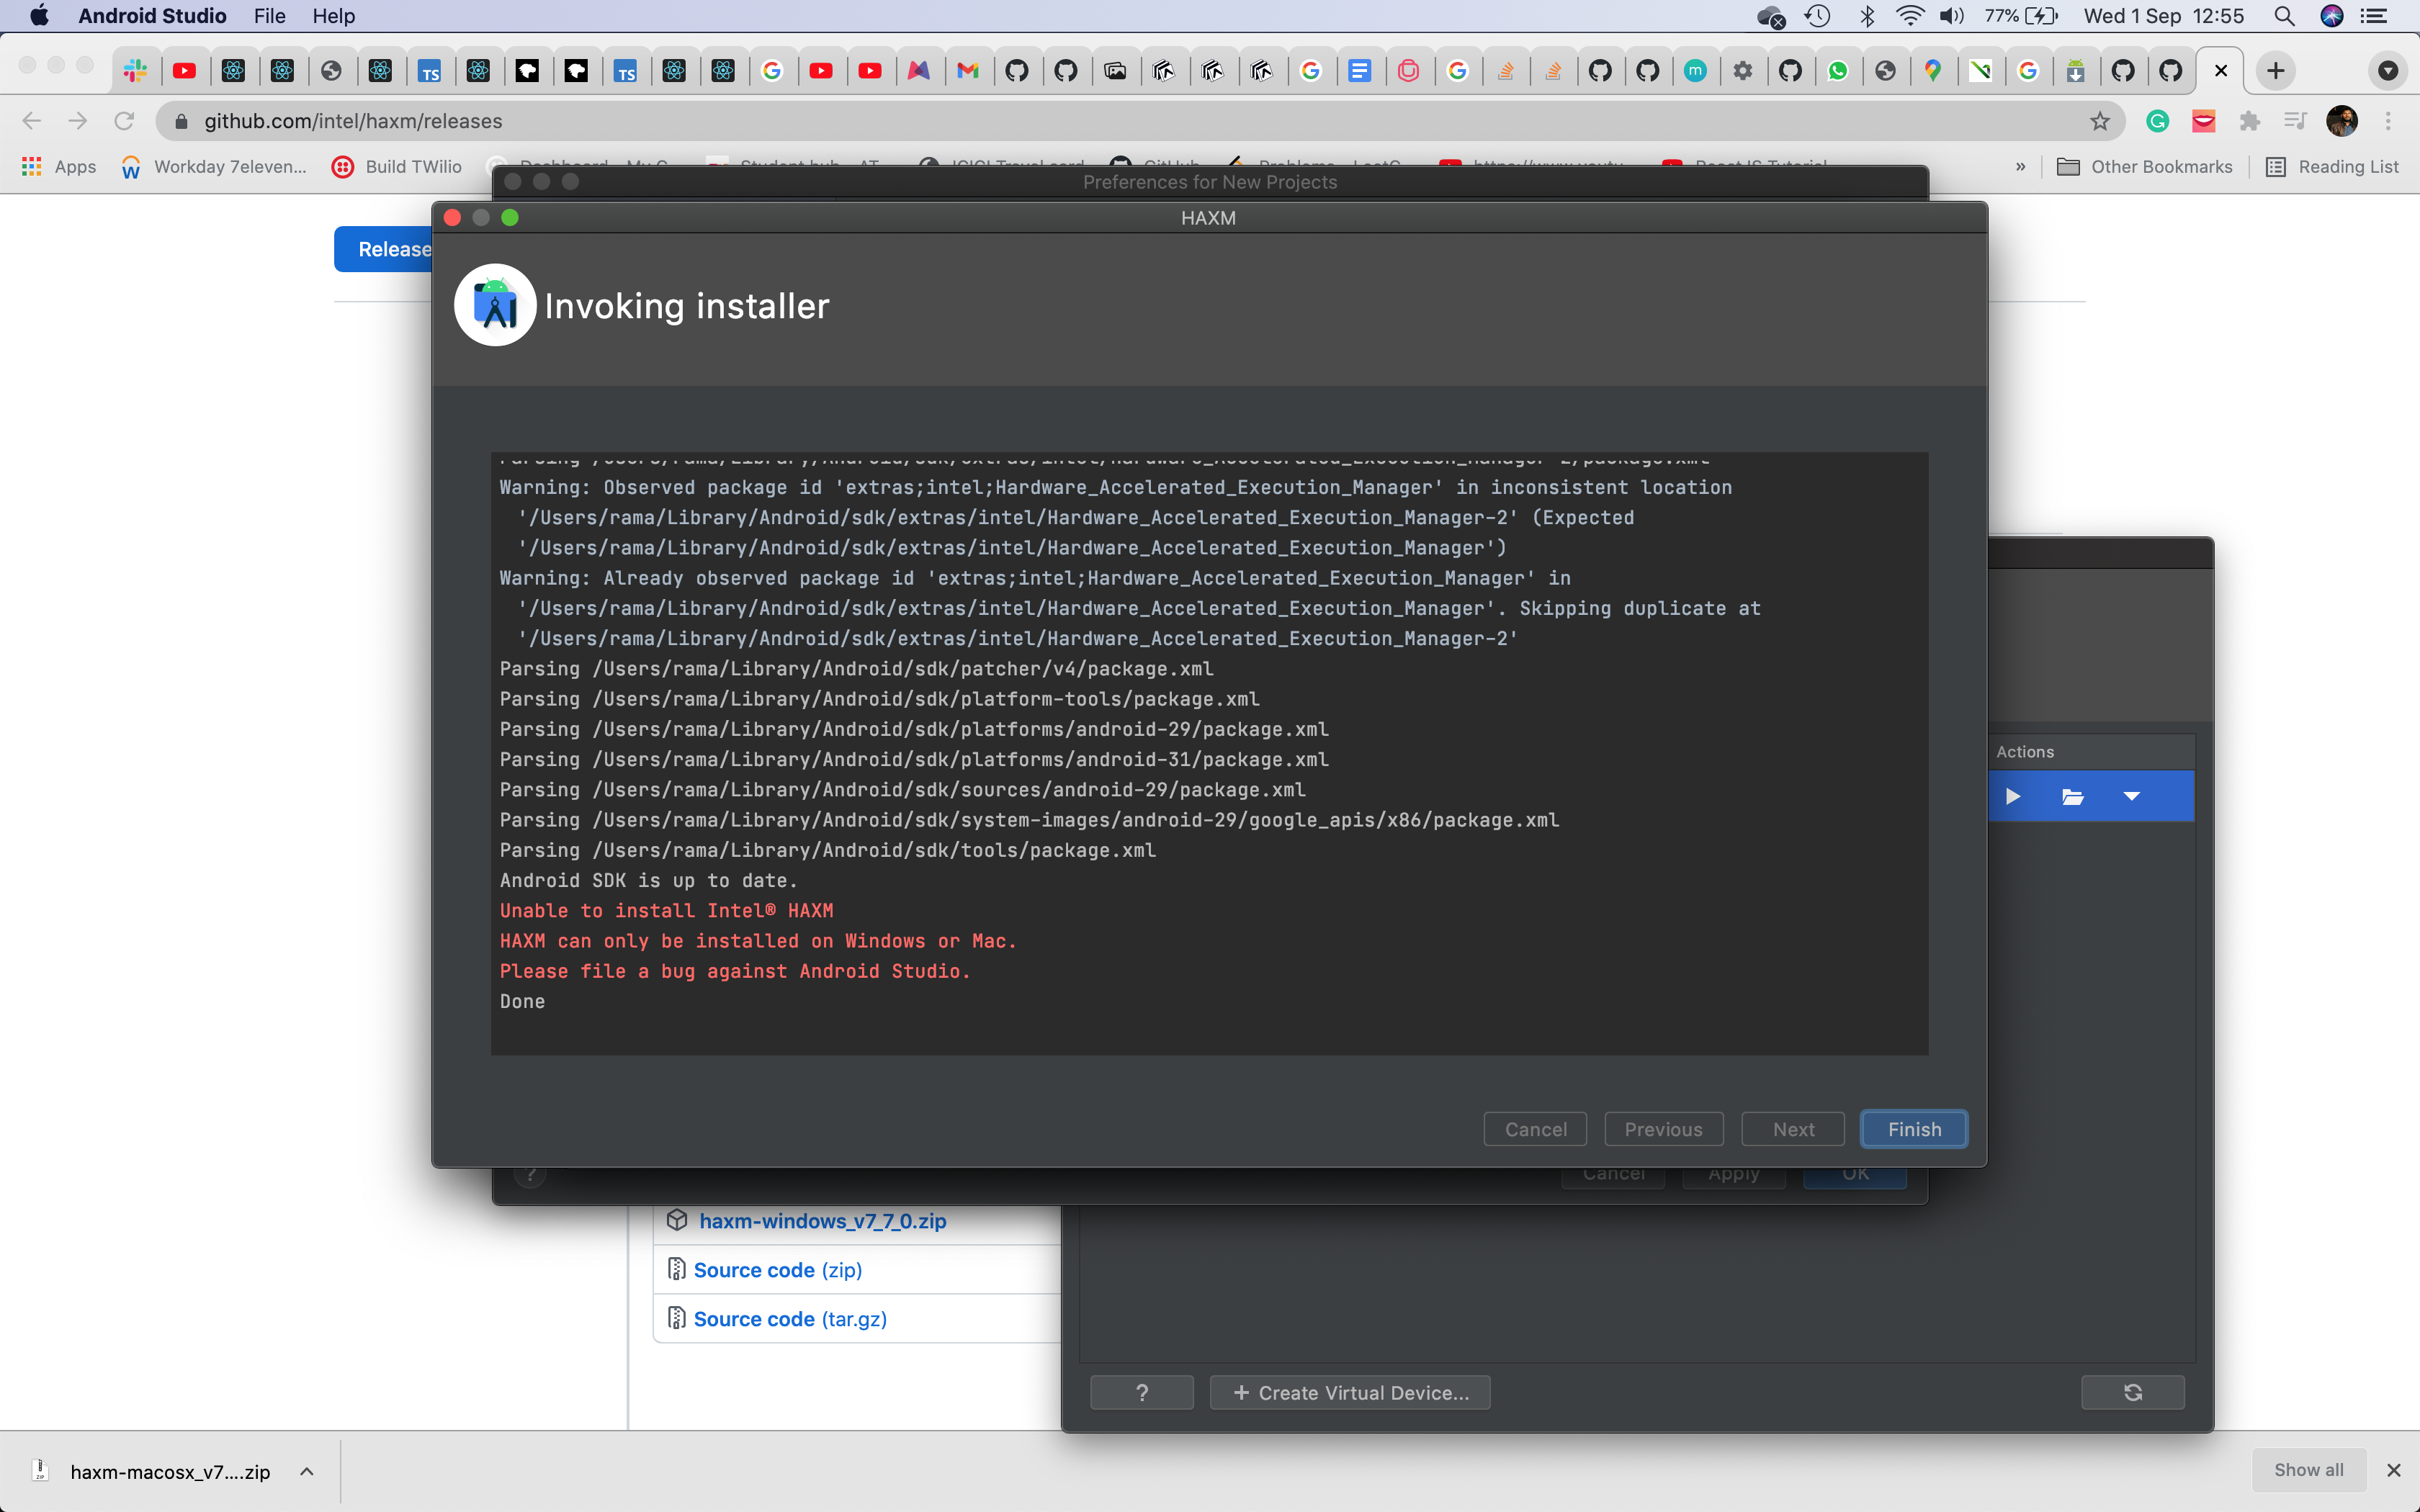 Android Studio File Help 77% Wed 1 Sep 12:55
github.com/intel/haxm/releases
Apps Workday 7eleven... Build TWilio » Other Bookmarks Reading List
Preferences for New Projects
HAXM
Release
Invoking installer
Warning: Observed package id 'extras;intel;Hardware_Accelerated_Execution_Manager' in inconsistent location
'/Users/rama/Library/Android/sdk/extras/intel/Hardware_Accelerated_Execution_Manager-2' (Expected
'/Users/rama/Library/Android/sdk/extras/intel/Hardware_Accelerated_Execution_Manager')
Warning: Already observed package id 'extras;intel;Hardware_Accelerated_Execution_Manager' in
'/Users/rama/Library/Android/sdk/extras/intel/Hardware_Accelerated_Execution_Manager'. Skipping duplicate at
'/Users/rama/Library/Android/sdk/extras/intel/Hardware_Accelerated_Execution_Manager-2'
Parsing /Users/rama/Library/Android/sdk/patcher/v4/package.xml
Parsing /Users/rama/Library/Android/sdk/platform-tools/package.xml
Parsing /Users/rama/Library/Android/sdk/platforms/android-29/package.xml
Parsing /Users/rama/Library/Android/sdk/platforms/android-31/package.xml
Parsing /Users/rama/Library/Android/sdk/sources/android-29/package.xml
Parsing /Users/rama/Library/Android/sdk/system-images/android-29/google_apis/x86/package.xml
Parsing /Users/rama/Library/Android/sdk/tools/package.xml
Android SDK is up to date.
Unable to install Intel® HAXM
HAXM can only be installed on Windows or Mac.
Please file a bug against Android Studio.
Done
Actions
Cancel Previous Next Finish
? Cancel Apply OK
haxm-windows_v7_7_0.zip
Source code (zip)
Source code (tar.gz)
? + Create Virtual Device...
haxm-macosx_v7....zip Show all